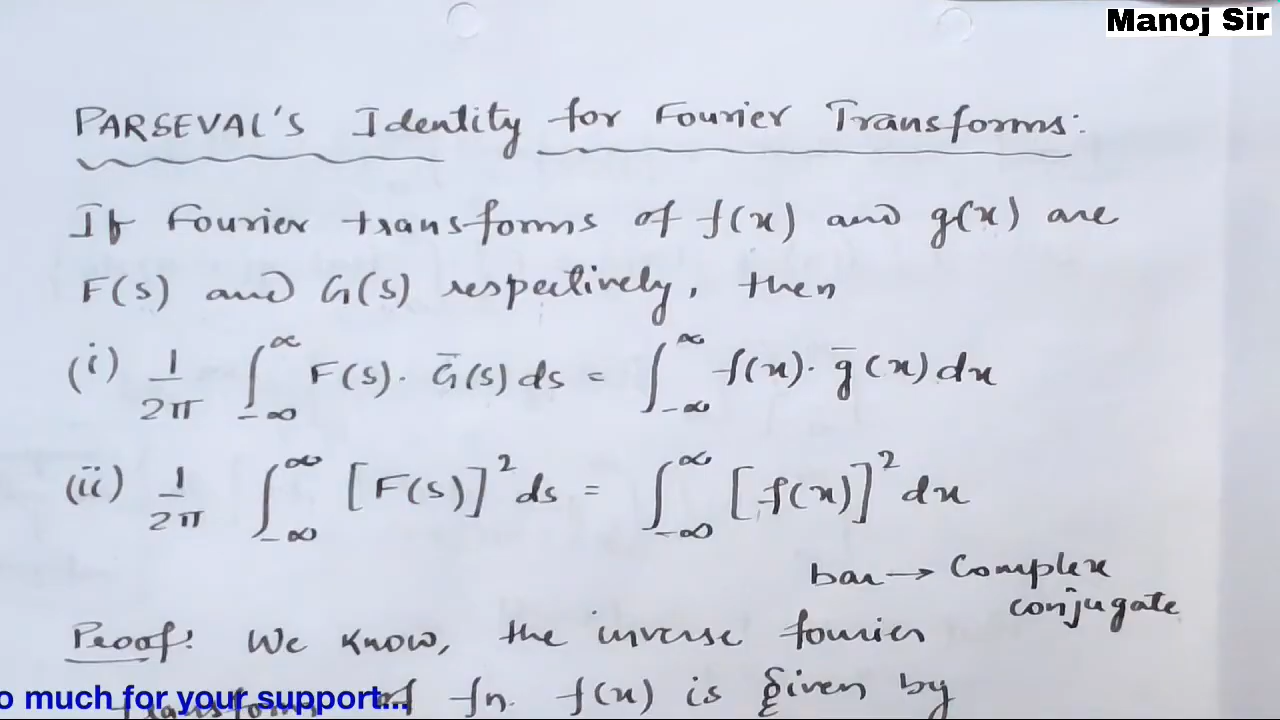 Manoj Sir
PARSEVAL'S Identity for Fourier Transforms:
If Fourier transforms of f(x) and g(x) are
F(s) and G(s) respectively, then
(i) 1/2π ∫_{-∞}^{∞} F(s). Ḡ(s) ds = ∫_{-∞}^{∞} f(x). ḡ(x) dx
(ii) 1/2π ∫_{-∞}^{∞} [F(s)]² ds = ∫_{-∞}^{∞} [f(x)]² dx
bar → Complex
conjugate
Proof: We know, the inverse fourier
transform of fn. f(x) is given by
o much for your support...